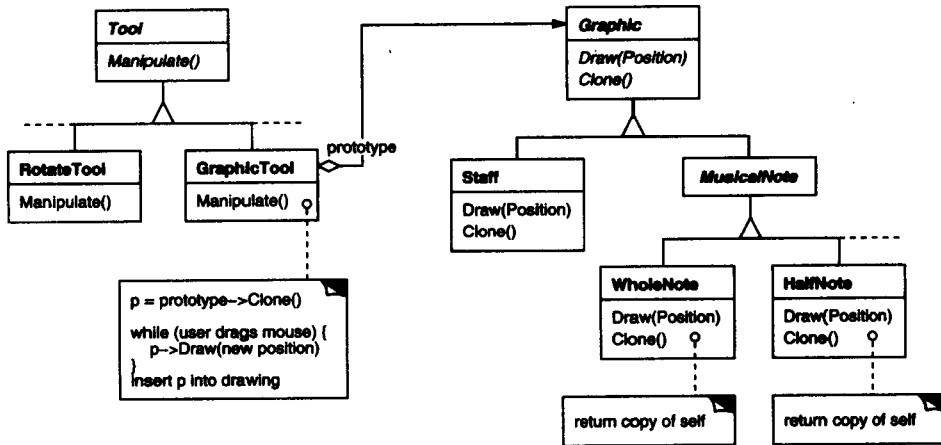 Tool
Manipulate()
Graphic
Draw(Position)
Clone()
prototype
RotateTool
Manipulate()
GraphicTool
Manipulate()
Staff
Draw(Position)
Clone()
MusicalNote
p = prototype->Clone()
while (user drags mouse) {
p->Draw(new position)
}
insert p into drawing
WholeNote
Draw(Position)
Clone()
HalfNote
Draw(Position)
Clone()
return copy of self
return copy of self